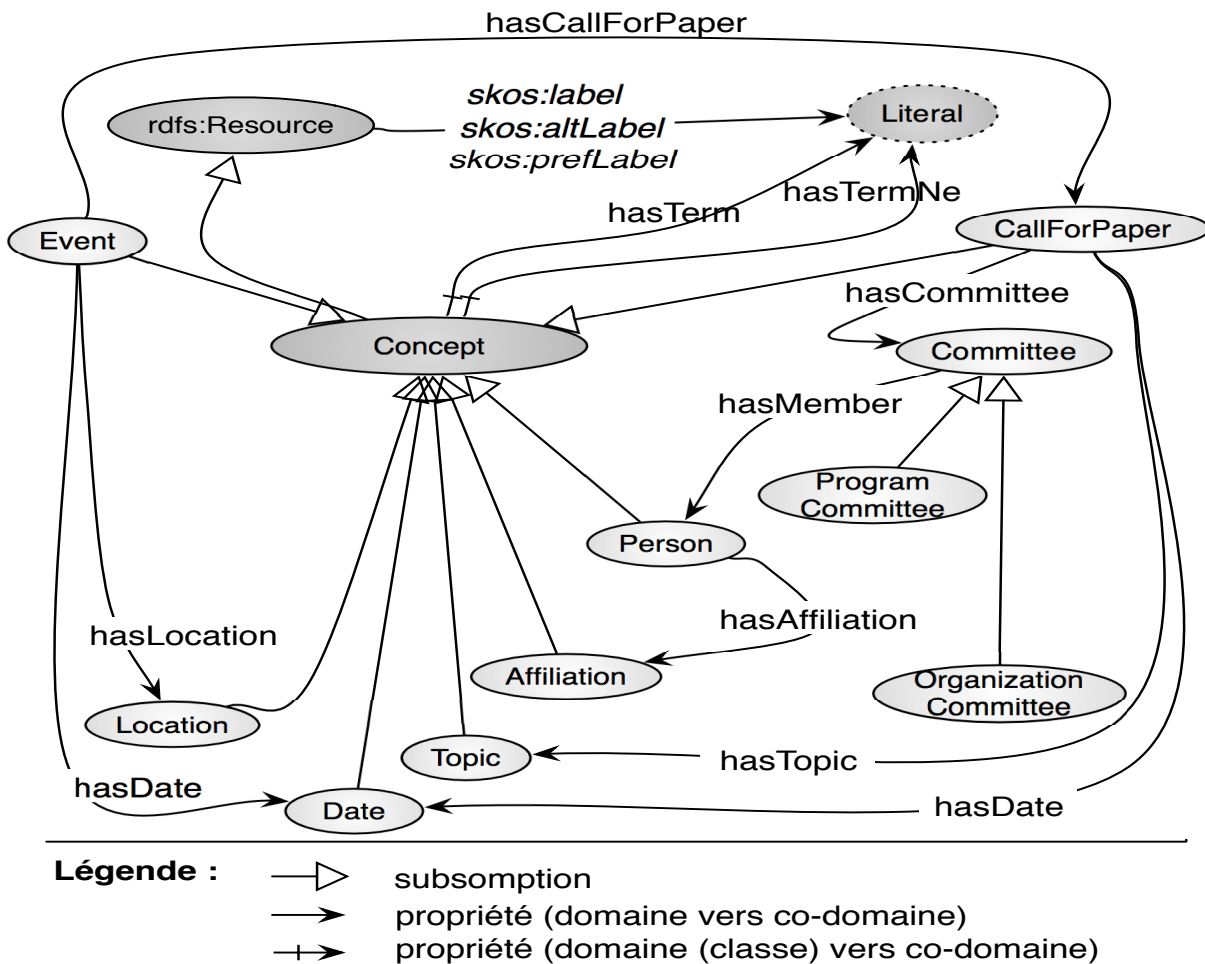 hasCallForPaper
skos:label
rdfs:Resource
skos:altLabel
Literal
skos:prefLabel
hasTermNe
hasTerm
Event
CallForPaper
hasCommittee
Concept
Committee
hasMember
Program
Committee
Person
hasAffiliation
hasLocation
Affiliation
Organization
Committee
Location
Topic
hasTopic
hasDate
Date
hasDate
Légende :
subsomption
propriété (domaine vers co-domaine)
propriété (domaine (classe) vers co-domaine)